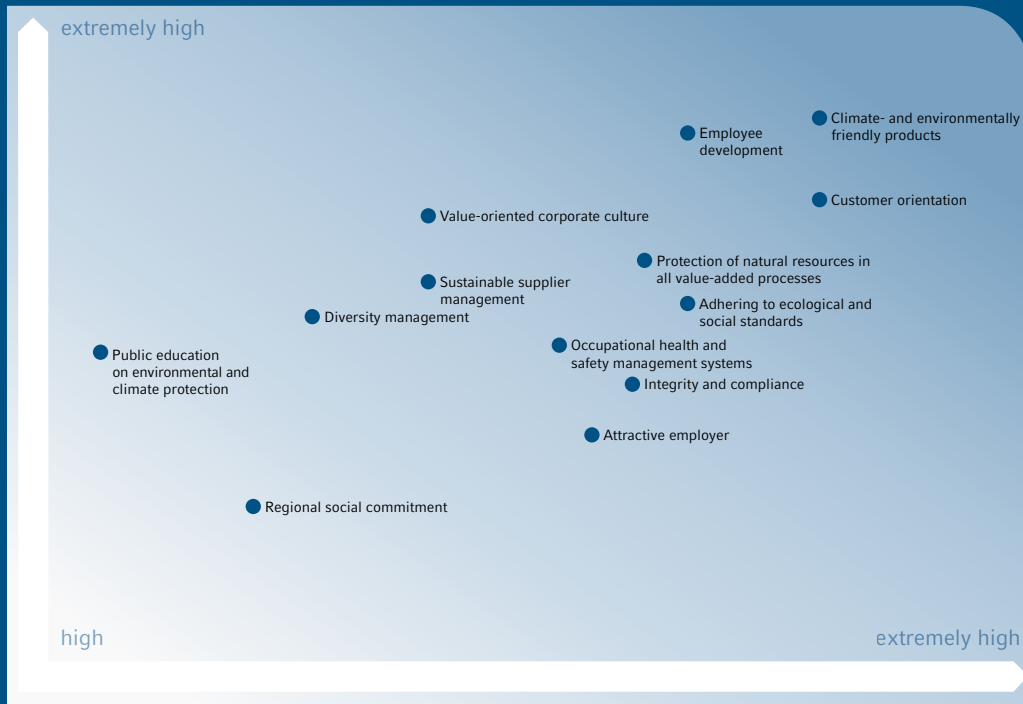 extremely high
Climate- and environmentally
friendly products
Employee
development
Customer orientation
Value-oriented corporate culture
Protection of natural resources in
all value-added processes
Sustainable supplier
management
Adhering to ecological and
social standards
Diversity management
Occupational health and
safety management systems
Public education
on environmental and
climate protection
Integrity and compliance
Attractive employer
Regional social commitment
high
extremely high